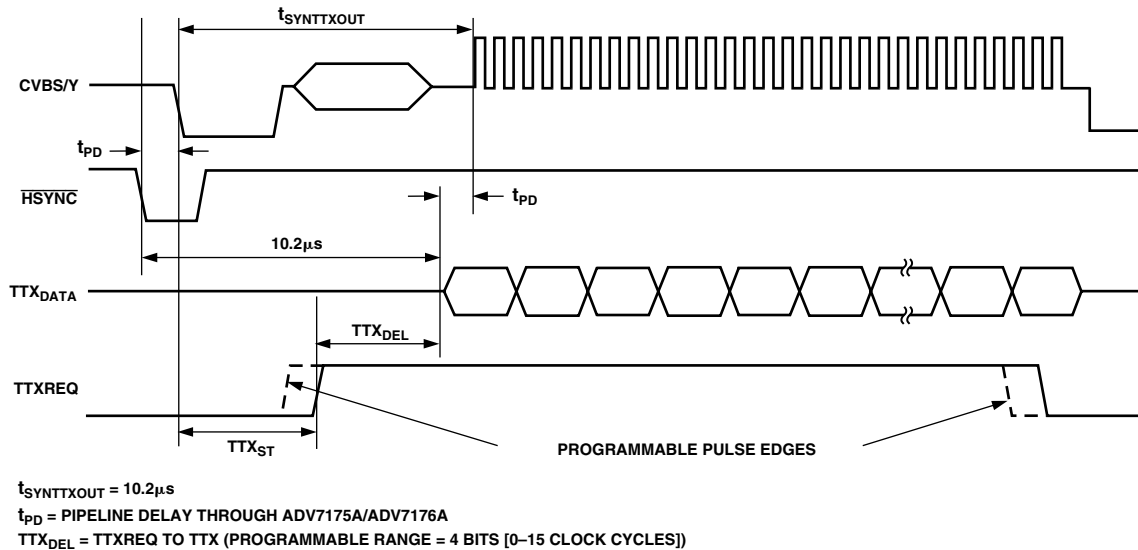 tSYNTTXOUT
CVBS/Y
tPD
HSYNC
tPD
10.2μs
TTXDATA
TTXDEL
TTXREQ
TTXST
PROGRAMMABLE PULSE EDGES
tSYNTTXOUT = 10.2μs
tPD = PIPELINE DELAY THROUGH ADV7175A/ADV7176A
TTXDEL = TTXREQ TO TTX (PROGRAMMABLE RANGE = 4 BITS [0–15 CLOCK CYCLES])